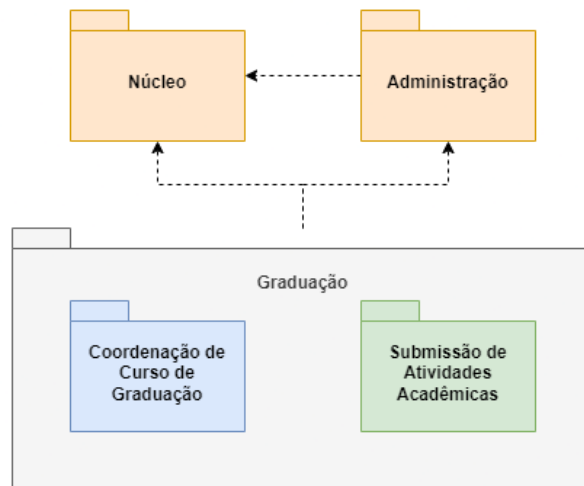 Núcleo
Administração
Graduação
Coordenação de
Curso de
Graduação
Submissão de
Atividades
Acadêmicas